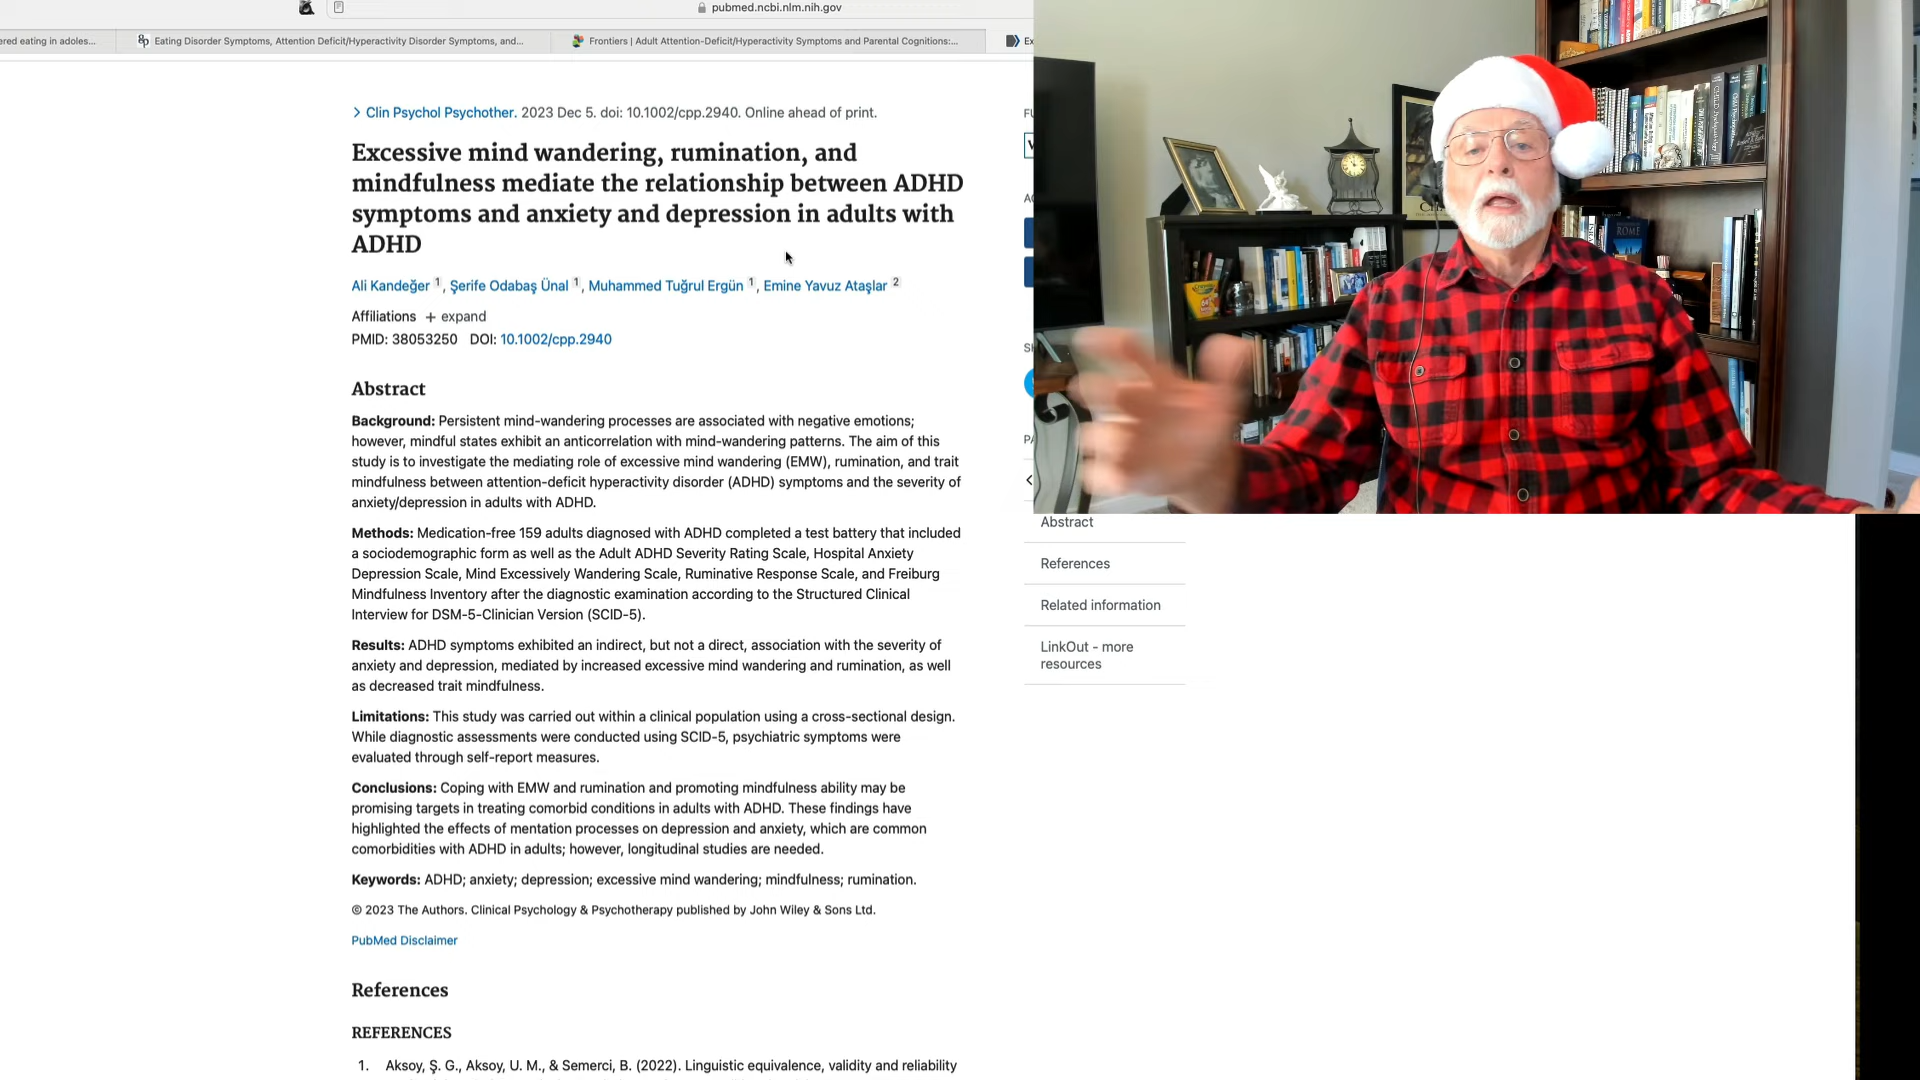 pubmed.ncbi.nlm.nih.gov
ered eating in adoles...
Eating Disorder Symptoms, Attention Deficit/Hyperactivity Disorder Symptoms, and...
Frontiers | Adult Attention-Deficit/Hyperactivity Symptoms and Parental Cognitions:...
Ex
> Clin Psychol Psychother. 2023 Dec 5. doi: 10.1002/cpp.2940. Online ahead of print.
Excessive mind wandering, rumination, and
mindfulness mediate the relationship between ADHD
symptoms and anxiety and depression in adults with
ADHD
Ali Kandeğer 1, Şerife Odabaş Ünal 1, Muhammed Tuğrul Ergün 1, Emine Yavuz Ataşlar 2
Affiliations + expand
PMID: 38053250 DOI: 10.1002/cpp.2940
Abstract
Background: Persistent mind-wandering processes are associated with negative emotions;
however, mindful states exhibit an anticorrelation with mind-wandering patterns. The aim of this
study is to investigate the mediating role of excessive mind wandering (EMW), rumination, and trait
mindfulness between attention-deficit hyperactivity disorder (ADHD) symptoms and the severity of
anxiety/depression in adults with ADHD.
Methods: Medication-free 159 adults diagnosed with ADHD completed a test battery that included
a sociodemographic form as well as the Adult ADHD Severity Rating Scale, Hospital Anxiety
Depression Scale, Mind Excessively Wandering Scale, Ruminative Response Scale, and Freiburg
Mindfulness Inventory after the diagnostic examination according to the Structured Clinical
Interview for DSM-5-Clinician Version (SCID-5).
Results: ADHD symptoms exhibited an indirect, but not a direct, association with the severity of
anxiety and depression, mediated by increased excessive mind wandering and rumination, as well
as decreased trait mindfulness.
Limitations: This study was carried out within a clinical population using a cross-sectional design.
While diagnostic assessments were conducted using SCID-5, psychiatric symptoms were
evaluated through self-report measures.
Conclusions: Coping with EMW and rumination and promoting mindfulness ability may be
promising targets in treating comorbid conditions in adults with ADHD. These findings have
highlighted the effects of mentation processes on depression and anxiety, which are common
comorbidities with ADHD in adults; however, longitudinal studies are needed.
Keywords: ADHD; anxiety; depression; excessive mind wandering; mindfulness; rumination.
© 2023 The Authors. Clinical Psychology & Psychotherapy published by John Wiley & Sons Ltd.
PubMed Disclaimer
References
REFERENCES
1. Aksoy, Ş. G., Aksoy, U. M., & Semerci, B. (2022). Linguistic equivalence, validity and reliability
Abstract
References
Related information
LinkOut - more
resources
ROME